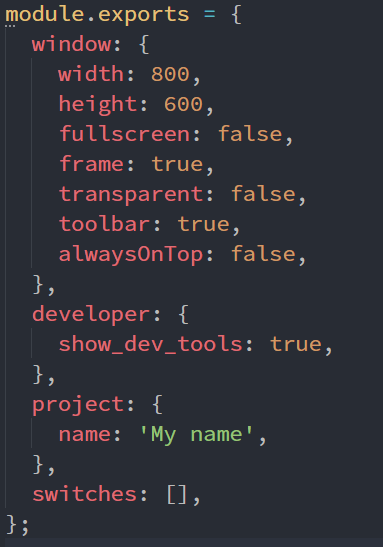 module.exports = {
  window: {
    width: 800,
    height: 600,
    fullscreen: false,
    frame: true,
    transparent: false,
    toolbar: true,
    alwaysOnTop: false,
  },
  developer: {
    show_dev_tools: true,
  },
  project: {
    name: 'My name',
  },
  switches: [],
};